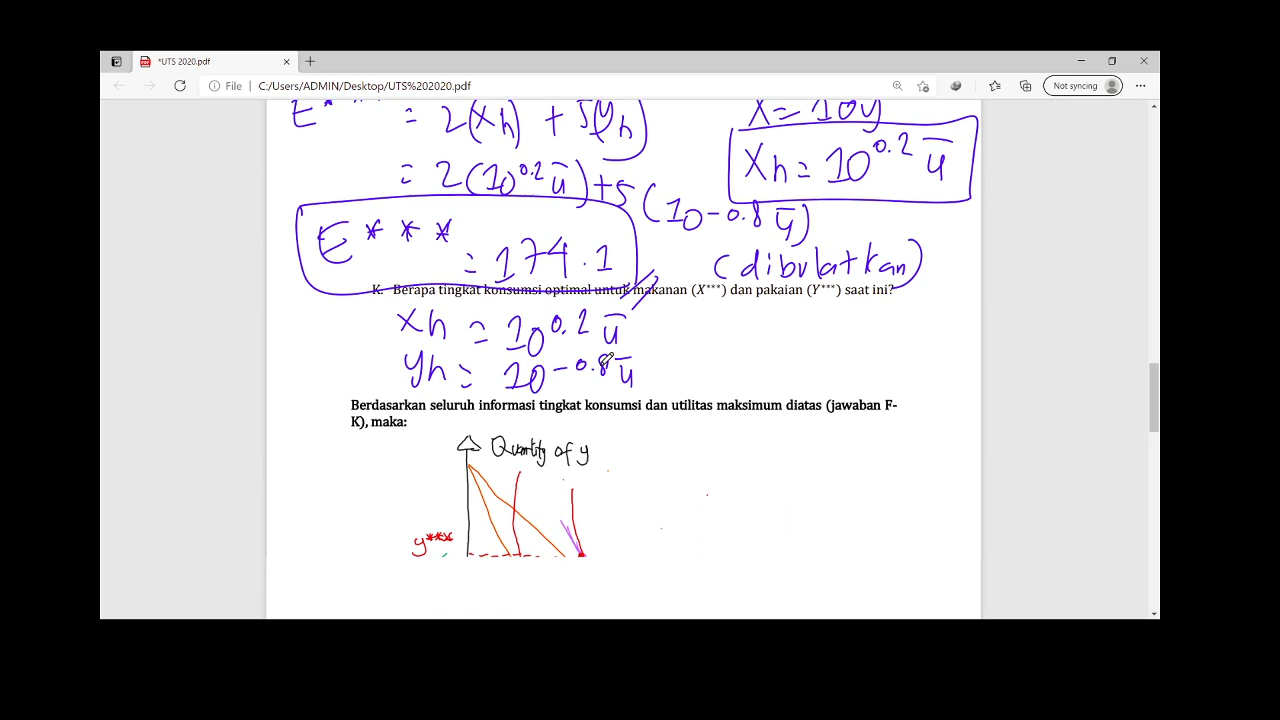 *UTS 2020.pdf
File C:/Users/ADMIN/Desktop/UTS%202020.pdf Not syncing
E*** = 2(Xh) + 5(Yh)
X = 10y
= 2(10^0.2 ū) + 5(10^-0.8 ū)
Xh = 10^0.2 ū
E*** = 174.1 (dibulatkan)
K. Berapa tingkat konsumsi optimal untuk makanan (X***) dan pakaian (Y***) saat ini?
Xh = 10^0.2 ū
yh = 10^-0.8 ū
Berdasarkan seluruh informasi tingkat konsumsi dan utilitas maksimum diatas (jawaban F-
K), maka:
Quantity of y
y***